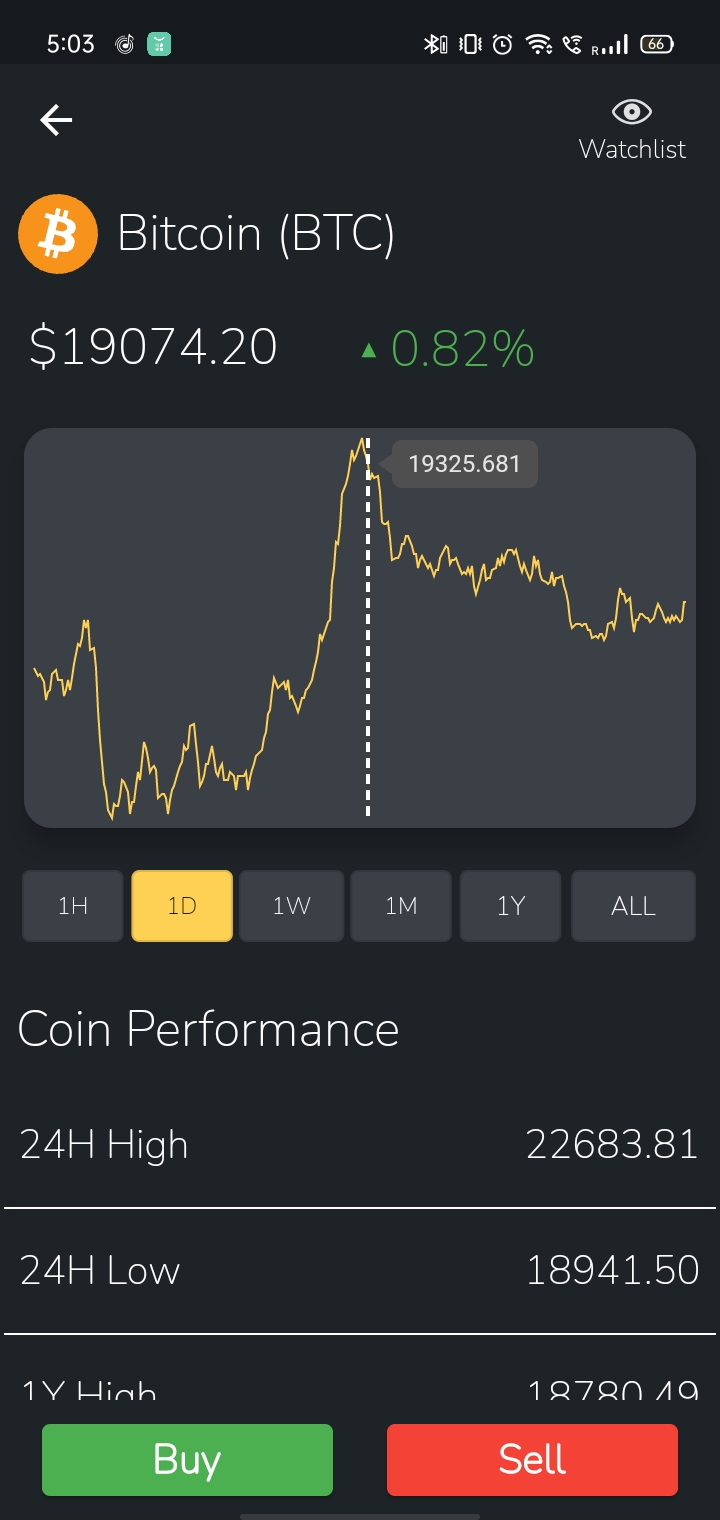 5:03
R
66
Watchlist
Bitcoin (BTC)
$19074.20 ▲ 0.82%
19325.681
1H 1D 1W 1M 1Y ALL
Coin Performance
24H High 22683.81
24H Low 18941.50
1Y High 18780.49
Buy Sell